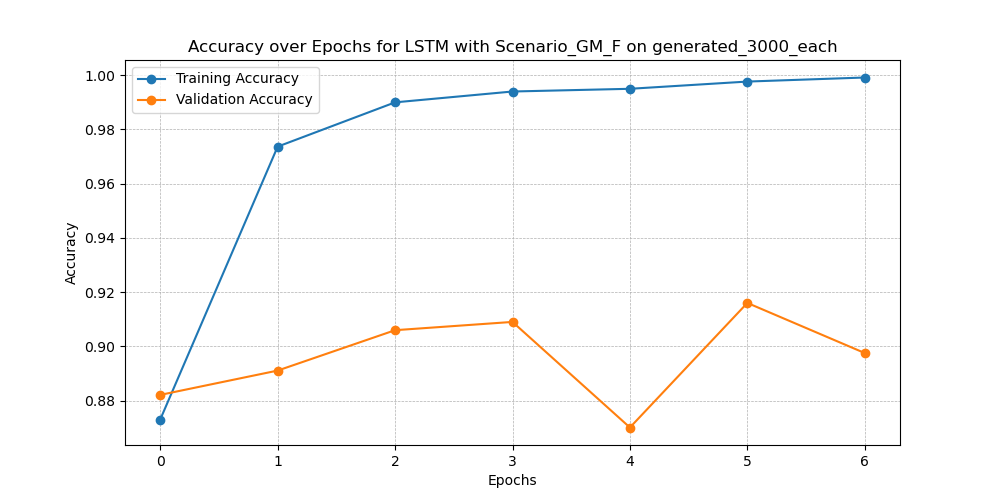 Accuracy over Epochs for LSTM with Scenario_GM_F on generated_3000_each
Training Accuracy
Validation Accuracy
Accuracy
1.00
0.98
0.96
0.94
0.92
0.90
0.88
0 1 2 3 4 5 6
Epochs